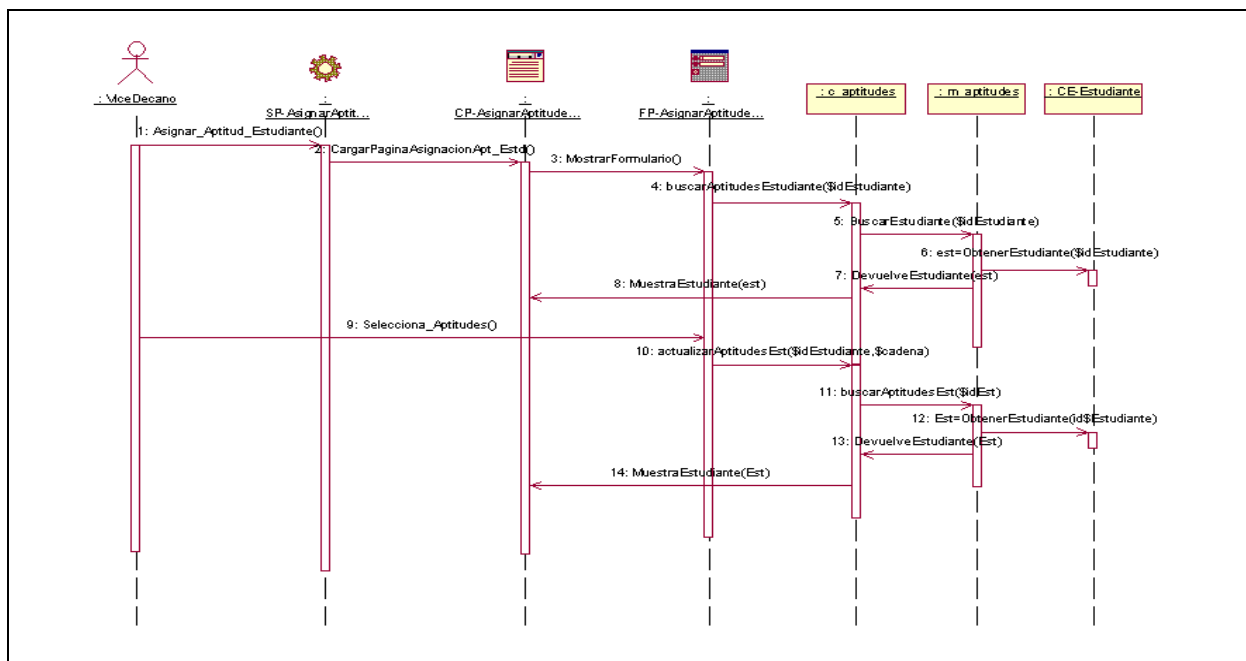 : ViceDecano
:
SP-AsignarAptit...
:
CP-AsignarAptitude...
:
FP-AsignarAptitude...
: c_aptitudes
: m_aptitudes
: CE-Estudiante
1: Asignar_Aptitud_Estudiante()
2: CargarPaginaAsignacionApt_Estd()
3: MostrarFormulario()
4: buscarAptitudesEstudiante($idEstudiante)
5: BuscarEstudiante($idEstudiante)
6: est=ObtenerEstudiante($idEstudiante)
7: DevuelveEstudiante(est)
8: MuestraEstudiante(est)
9: Selecciona_Aptitudes()
10: actualizarAptitudesEst($idEstudiante,$cadena)
11: buscarAptitudesEst($idEst)
12: Est=ObtenerEstudiante(id$Estudiante)
13: DevuelveEstudiante(Est)
14: MuestraEstudiante(Est)